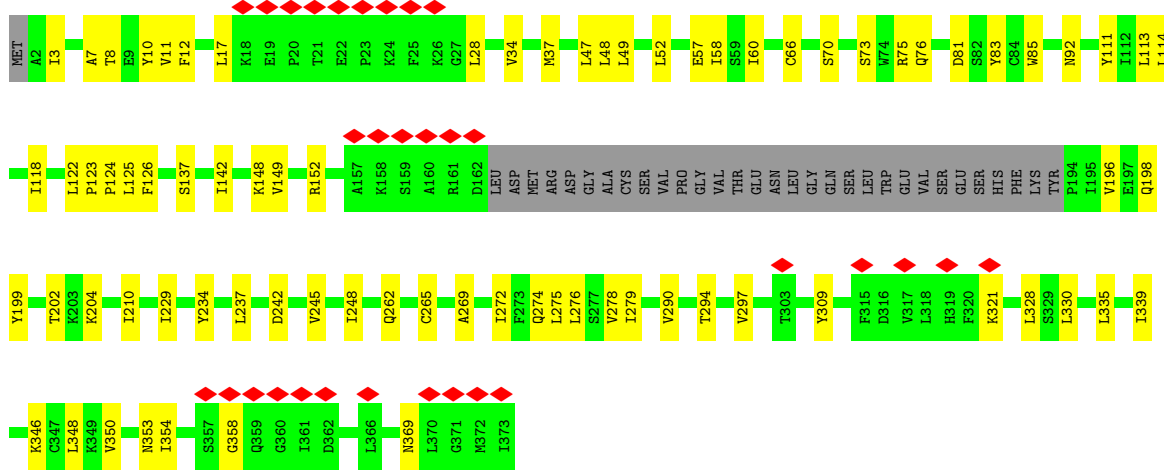 MET A2 I3 A7 T8 E9 Y10 V11 F12 L17 K18 E19 P20 T21 E22 P23 K24 F25 K26 G27 L28 V34 M37 L47 L48 L49 L52 E57 I58 S59 I60 C66 S70 S73 W74 R75 Q76 D81 S82 Y83 C84 W85 N92 Y111 I112 L113 L114
I118 L122 P123 P124 L125 F126 S137 I142 K148 V149 R152 A157 K158 S159 A160 R161 D162 LEU ASP MET ARG ASP GLY ALA CYS SER VAL PRO GLY VAL THR GLU ASN LEU GLY GLN SER LEU TRP GLU VAL SER GLU SER HIS PHE LYS TYR P194 I195 V196 E197 Q198
Y199 T202 K203 K204 I210 I229 Y234 L237 D242 V245 I248 Q262 C265 A269 I272 F273 Q274 L275 L276 S277 V278 I279 V290 T294 V297 T303 Y309 F315 D316 V317 L318 H319 F320 K321 L328 S329 L330 L335 I339
K346 C347 L348 K349 V350 N353 I354 S357 G358 Q359 G360 I361 D362 L366 N369 L370 G371 M372 I373